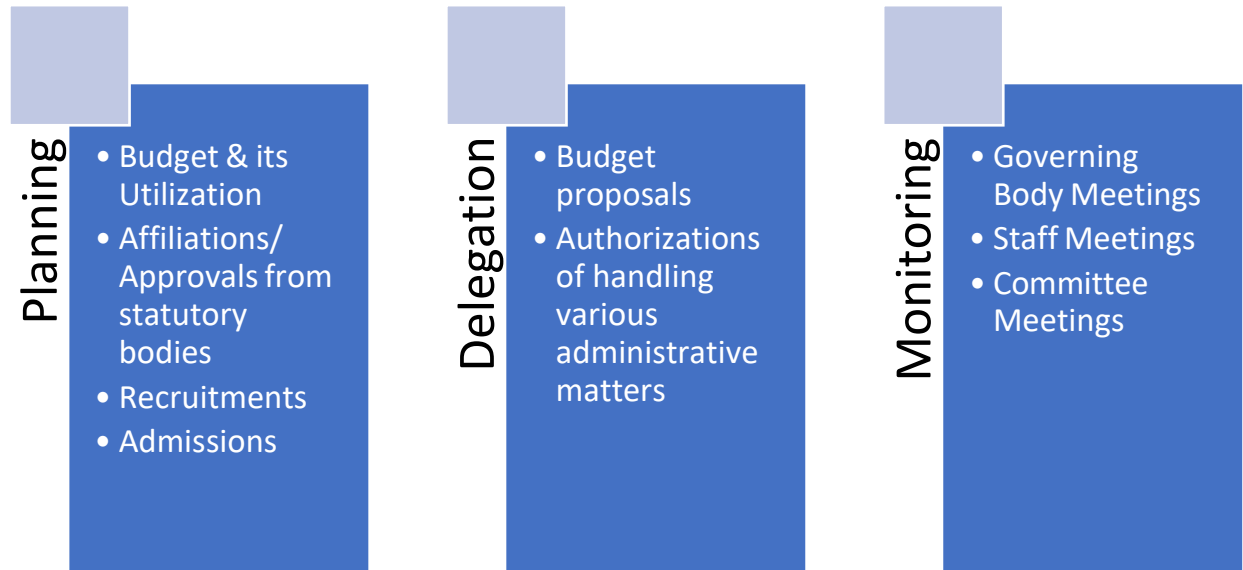 Planning
• Budget & its
Utilization
• Affiliations/
Approvals from
statutory
bodies
• Recruitments
• Admissions
Delegation
• Budget
proposals
• Authorizations
of handling
various
administrative
matters
Monitoring
• Governing
Body Meetings
• Staff Meetings
• Committee
Meetings